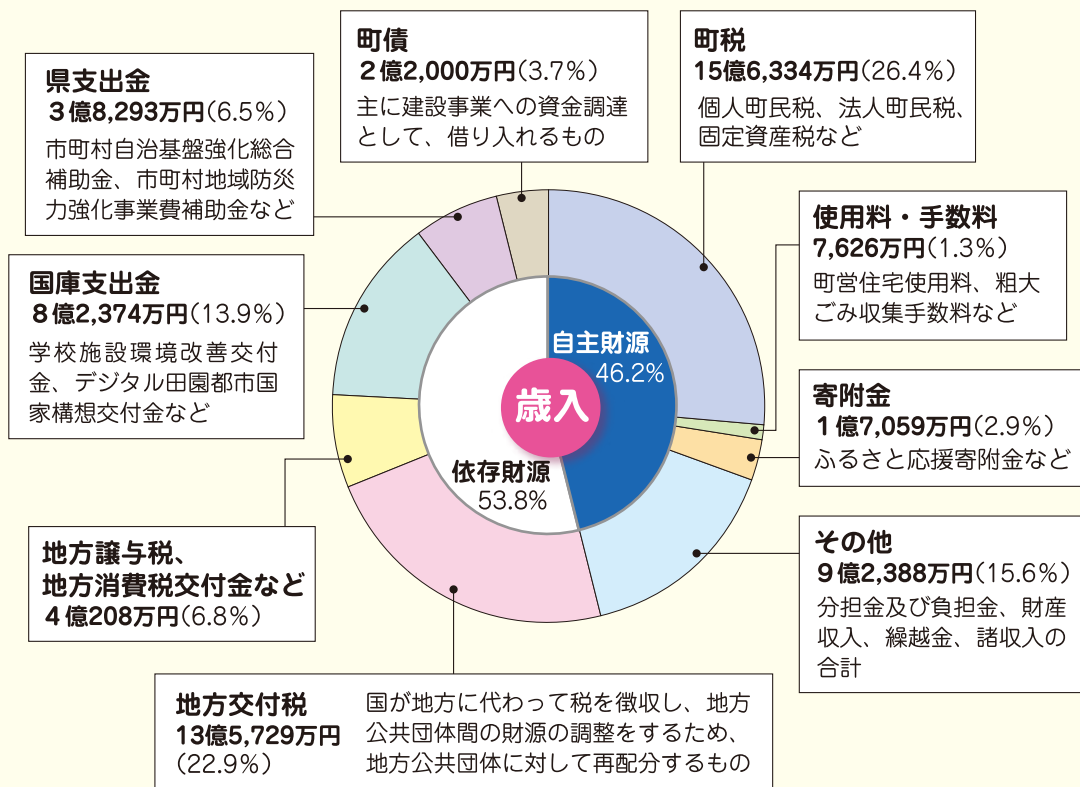 町債
2億2,000万円(3.7%)
主に建設事業への資金調達
として、借り入れるもの
町税
15億6,334万円(26.4%)
個人町民税、法人町民税、
固定資産税など
県支出金
3億8,293万円(6.5%)
市町村自治基盤強化総合
補助金、市町村地域防災
力強化事業費補助金など
使用料・手数料
7,626万円(1.3%)
町営住宅使用料、粗大
ごみ収集手数料など
国庫支出金
8億2,374万円(13.9%)
学校施設環境改善交付
金、デジタル田園都市国
家構想交付金など
自主財源
46.2%
歳入
依存財源
53.8%
寄附金
1億7,059万円(2.9%)
ふるさと応援寄附金など
地方譲与税、
地方消費税交付金など
4億208万円(6.8%)
その他
9億2,388万円(15.6%)
分担金及び負担金、財産
収入、繰越金、諸収入の
合計
地方交付税
13億5,729万円
(22.9%)
国が地方に代わって税を徴収し、地方
公共団体間の財源の調整をするため、
地方公共団体に対して再配分するもの